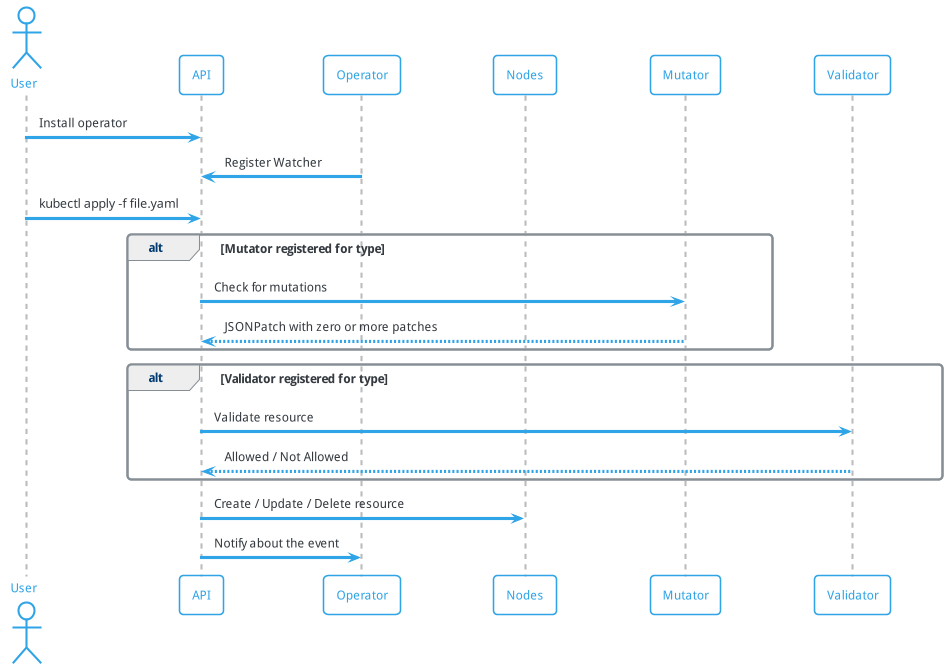 User
API
Operator
Nodes
Mutator
Validator
Install operator
Register Watcher
kubectl apply -f file.yaml
alt
[Mutator registered for type]
Check for mutations
JSONPatch with zero or more patches
alt
[Validator registered for type]
Validate resource
Allowed / Not Allowed
Create / Update / Delete resource
Notify about the event
User
API
Operator
Nodes
Mutator
Validator